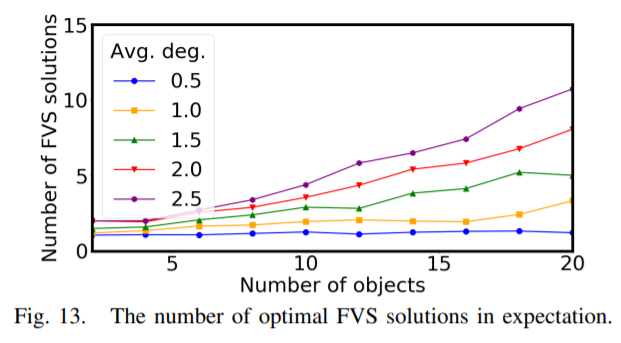 15
10
5
0
Number of FVS solutions
Avg. deg.
0.5
1.0
1.5
2.0
2.5
5 10 15 20
Number of objects
Fig. 13. The number of optimal FVS solutions in expectation.